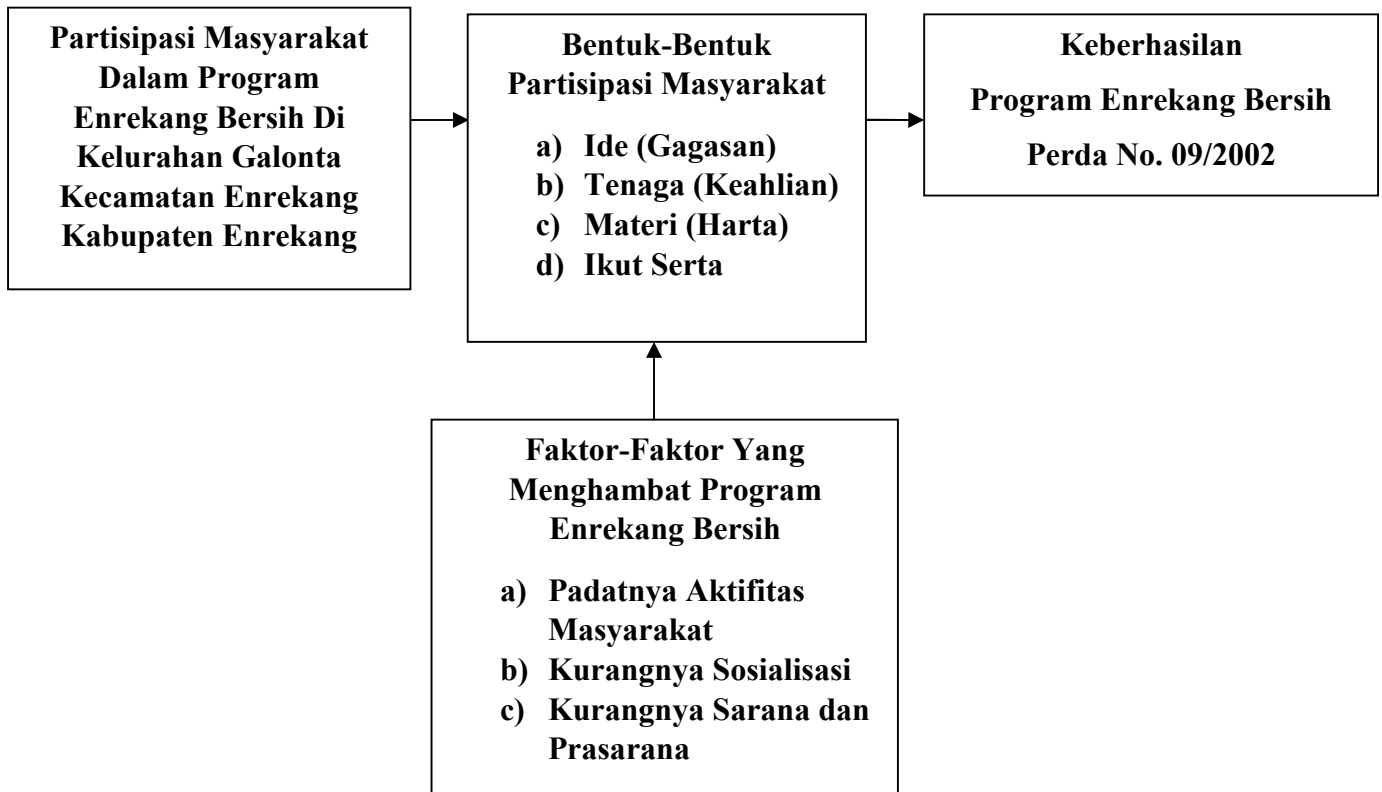 Partisipasi Masyarakat
Dalam Program
Enrekang Bersih Di
Kelurahan Galonta
Kecamatan Enrekang
Kabupaten Enrekang
Bentuk-Bentuk
Partisipasi Masyarakat
a) Ide (Gagasan)
b) Tenaga (Keahlian)
c) Materi (Harta)
d) Ikut Serta
Keberhasilan
Program Enrekang Bersih
Perda No. 09/2002
Faktor-Faktor Yang
Menghambat Program
Enrekang Bersih
a) Padatnya Aktifitas
Masyarakat
b) Kurangnya Sosialisasi
c) Kurangnya Sarana dan
Prasarana